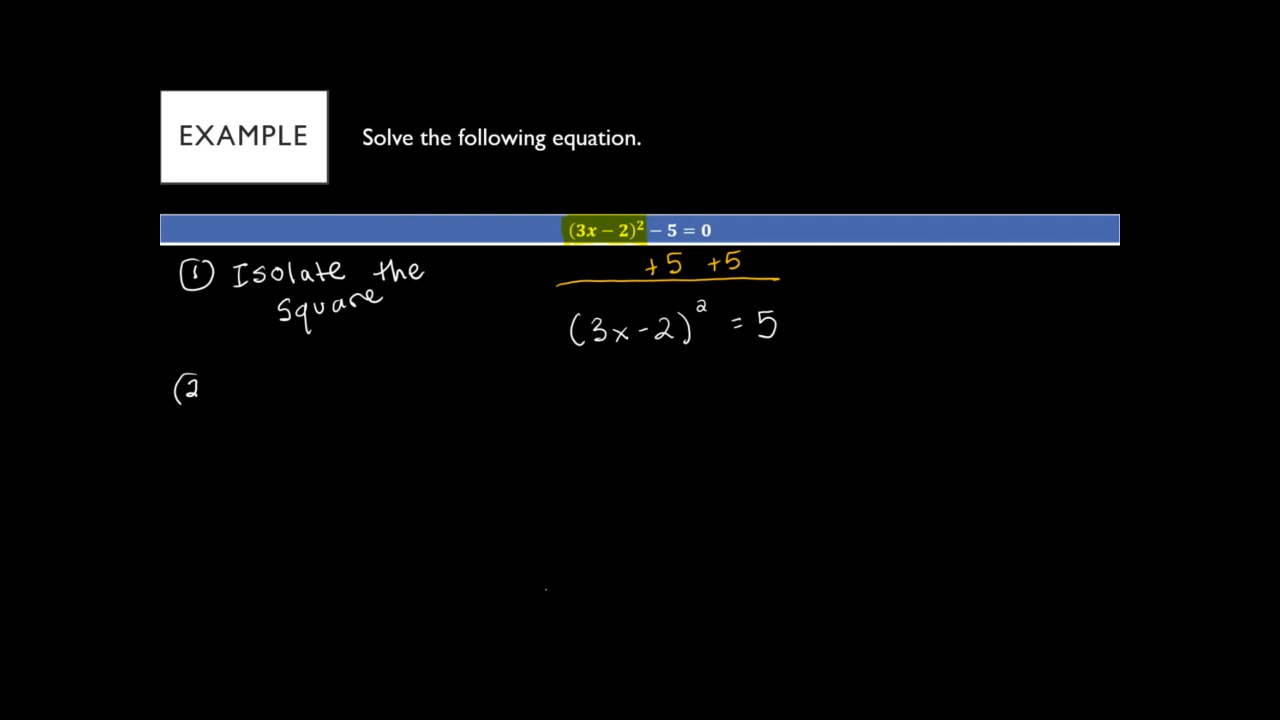 EXAMPLE
Solve the following equation.
(3x − 2)² − 5 = 0
+5 +5
① Isolate the
square
(3x-2)² = 5
(2